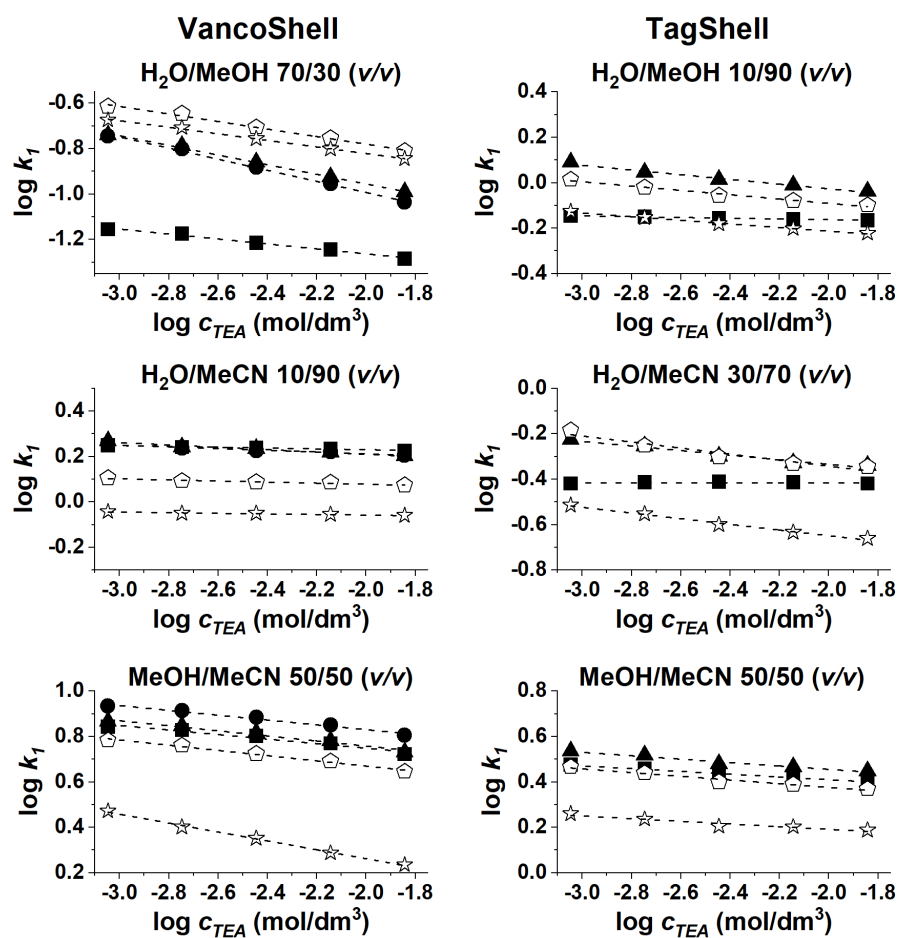 VancoShell
TagShell
H₂O/MeOH 70/30 (v/v)
H₂O/MeOH 10/90 (v/v)
log k₁
-0.6
-0.8
-1.0
-1.2
-3.0 -2.8 -2.6 -2.4 -2.2 -2.0 -1.8
log c_TEA (mol/dm³)
log k₁
0.4
0.2
0.0
-0.2
-0.4
-3.0 -2.8 -2.6 -2.4 -2.2 -2.0 -1.8
log c_TEA (mol/dm³)
H₂O/MeCN 10/90 (v/v)
H₂O/MeCN 30/70 (v/v)
log k₁
0.4
0.2
0.0
-0.2
-3.0 -2.8 -2.6 -2.4 -2.2 -2.0 -1.8
log c_TEA (mol/dm³)
log k₁
0.0
-0.2
-0.4
-0.6
-0.8
-3.0 -2.8 -2.6 -2.4 -2.2 -2.0 -1.8
log c_TEA (mol/dm³)
MeOH/MeCN 50/50 (v/v)
MeOH/MeCN 50/50 (v/v)
log k₁
1.0
0.8
0.6
0.4
0.2
-3.0 -2.8 -2.6 -2.4 -2.2 -2.0 -1.8
log c_TEA (mol/dm³)
log k₁
0.8
0.6
0.4
0.2
0.0
-3.0 -2.8 -2.6 -2.4 -2.2 -2.0 -1.8
log c_TEA (mol/dm³)